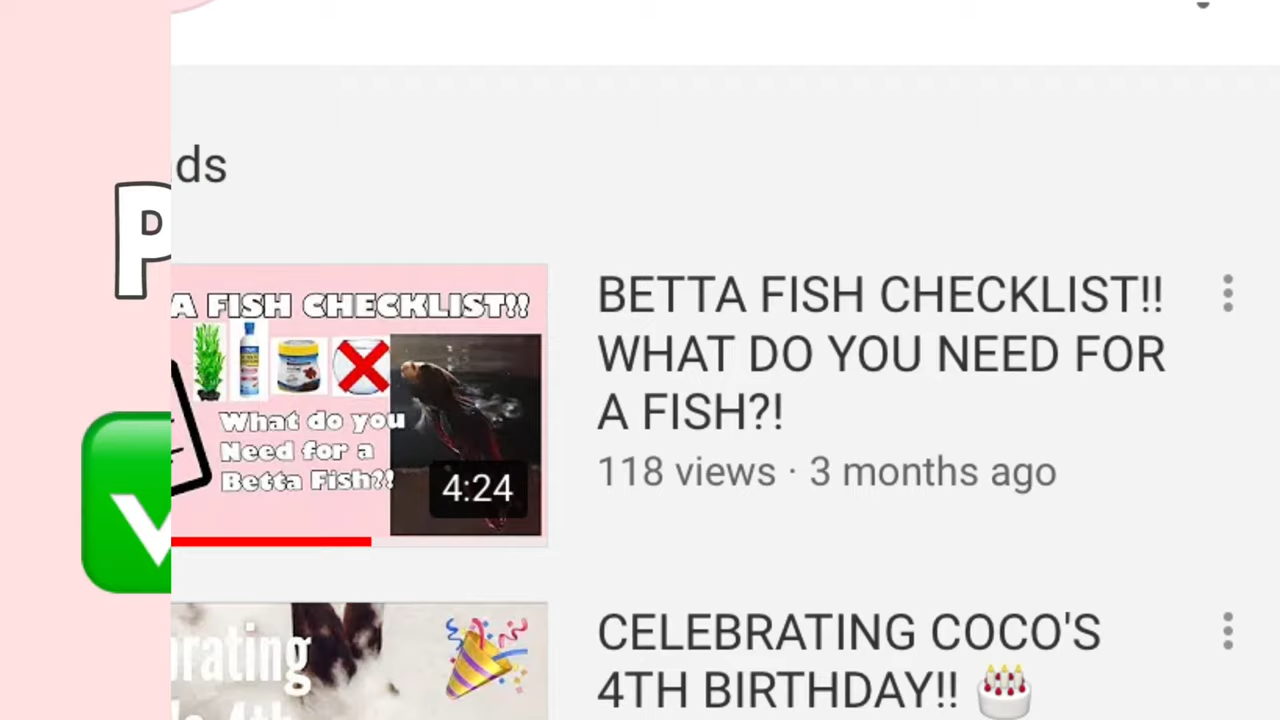 ds
P
A FISH CHECKLIST!!
What do you
Need for a
Betta Fish?!
4:24
BETTA FISH CHECKLIST!!
WHAT DO YOU NEED FOR
A FISH?!
118 views · 3 months ago
CELEBRATING COCO'S
4TH BIRTHDAY!! 🎂